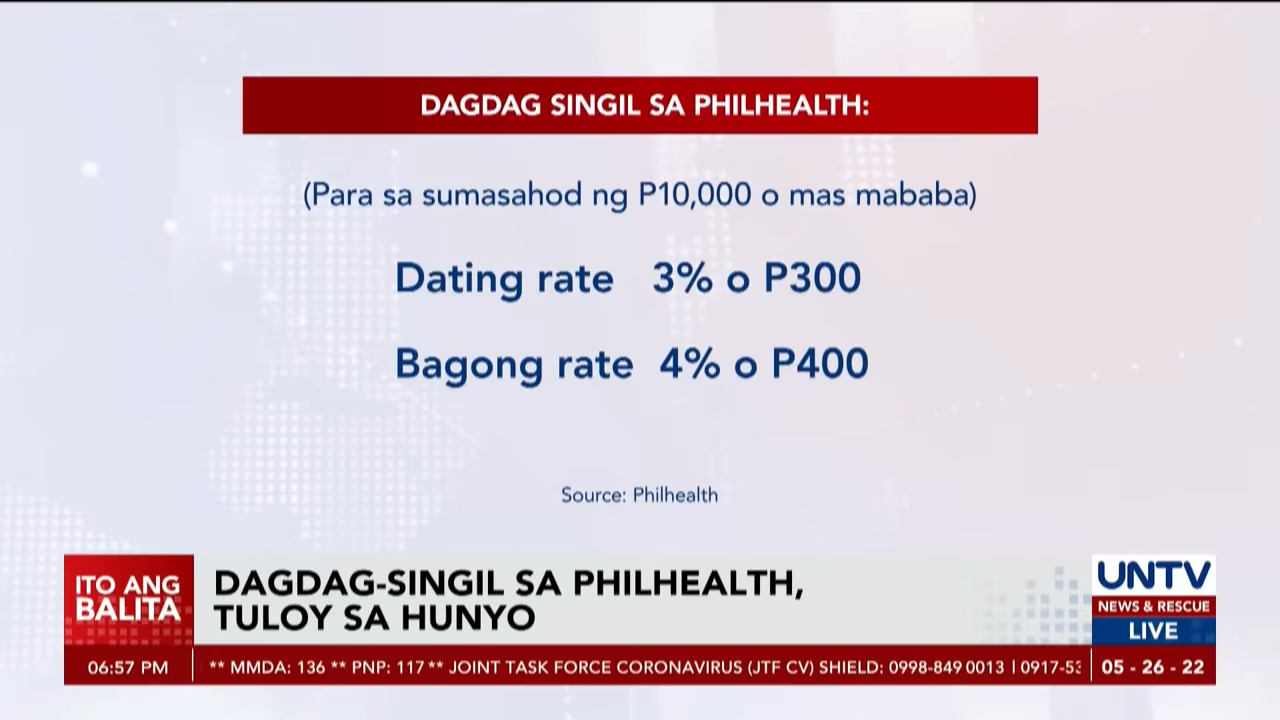 DAGDAG SINGIL SA PHILHEALTH:
(Para sa sumasahod ng P10,000 o mas mababa)
Dating rate 3% o P300
Bagong rate 4% o P400
Source: Philhealth
ITO ANG
BALITA
DAGDAG-SINGIL SA PHILHEALTH,
TULOY SA HUNYO
UNTV
NEWS & RESCUE
LIVE
06:57 PM
** MMDA: 136 ** PNP: 117 ** JOINT TASK FORCE CORONAVIRUS (JTF CV) SHIELD: 0998-849 0013 | 0917-53
05 - 26 - 22